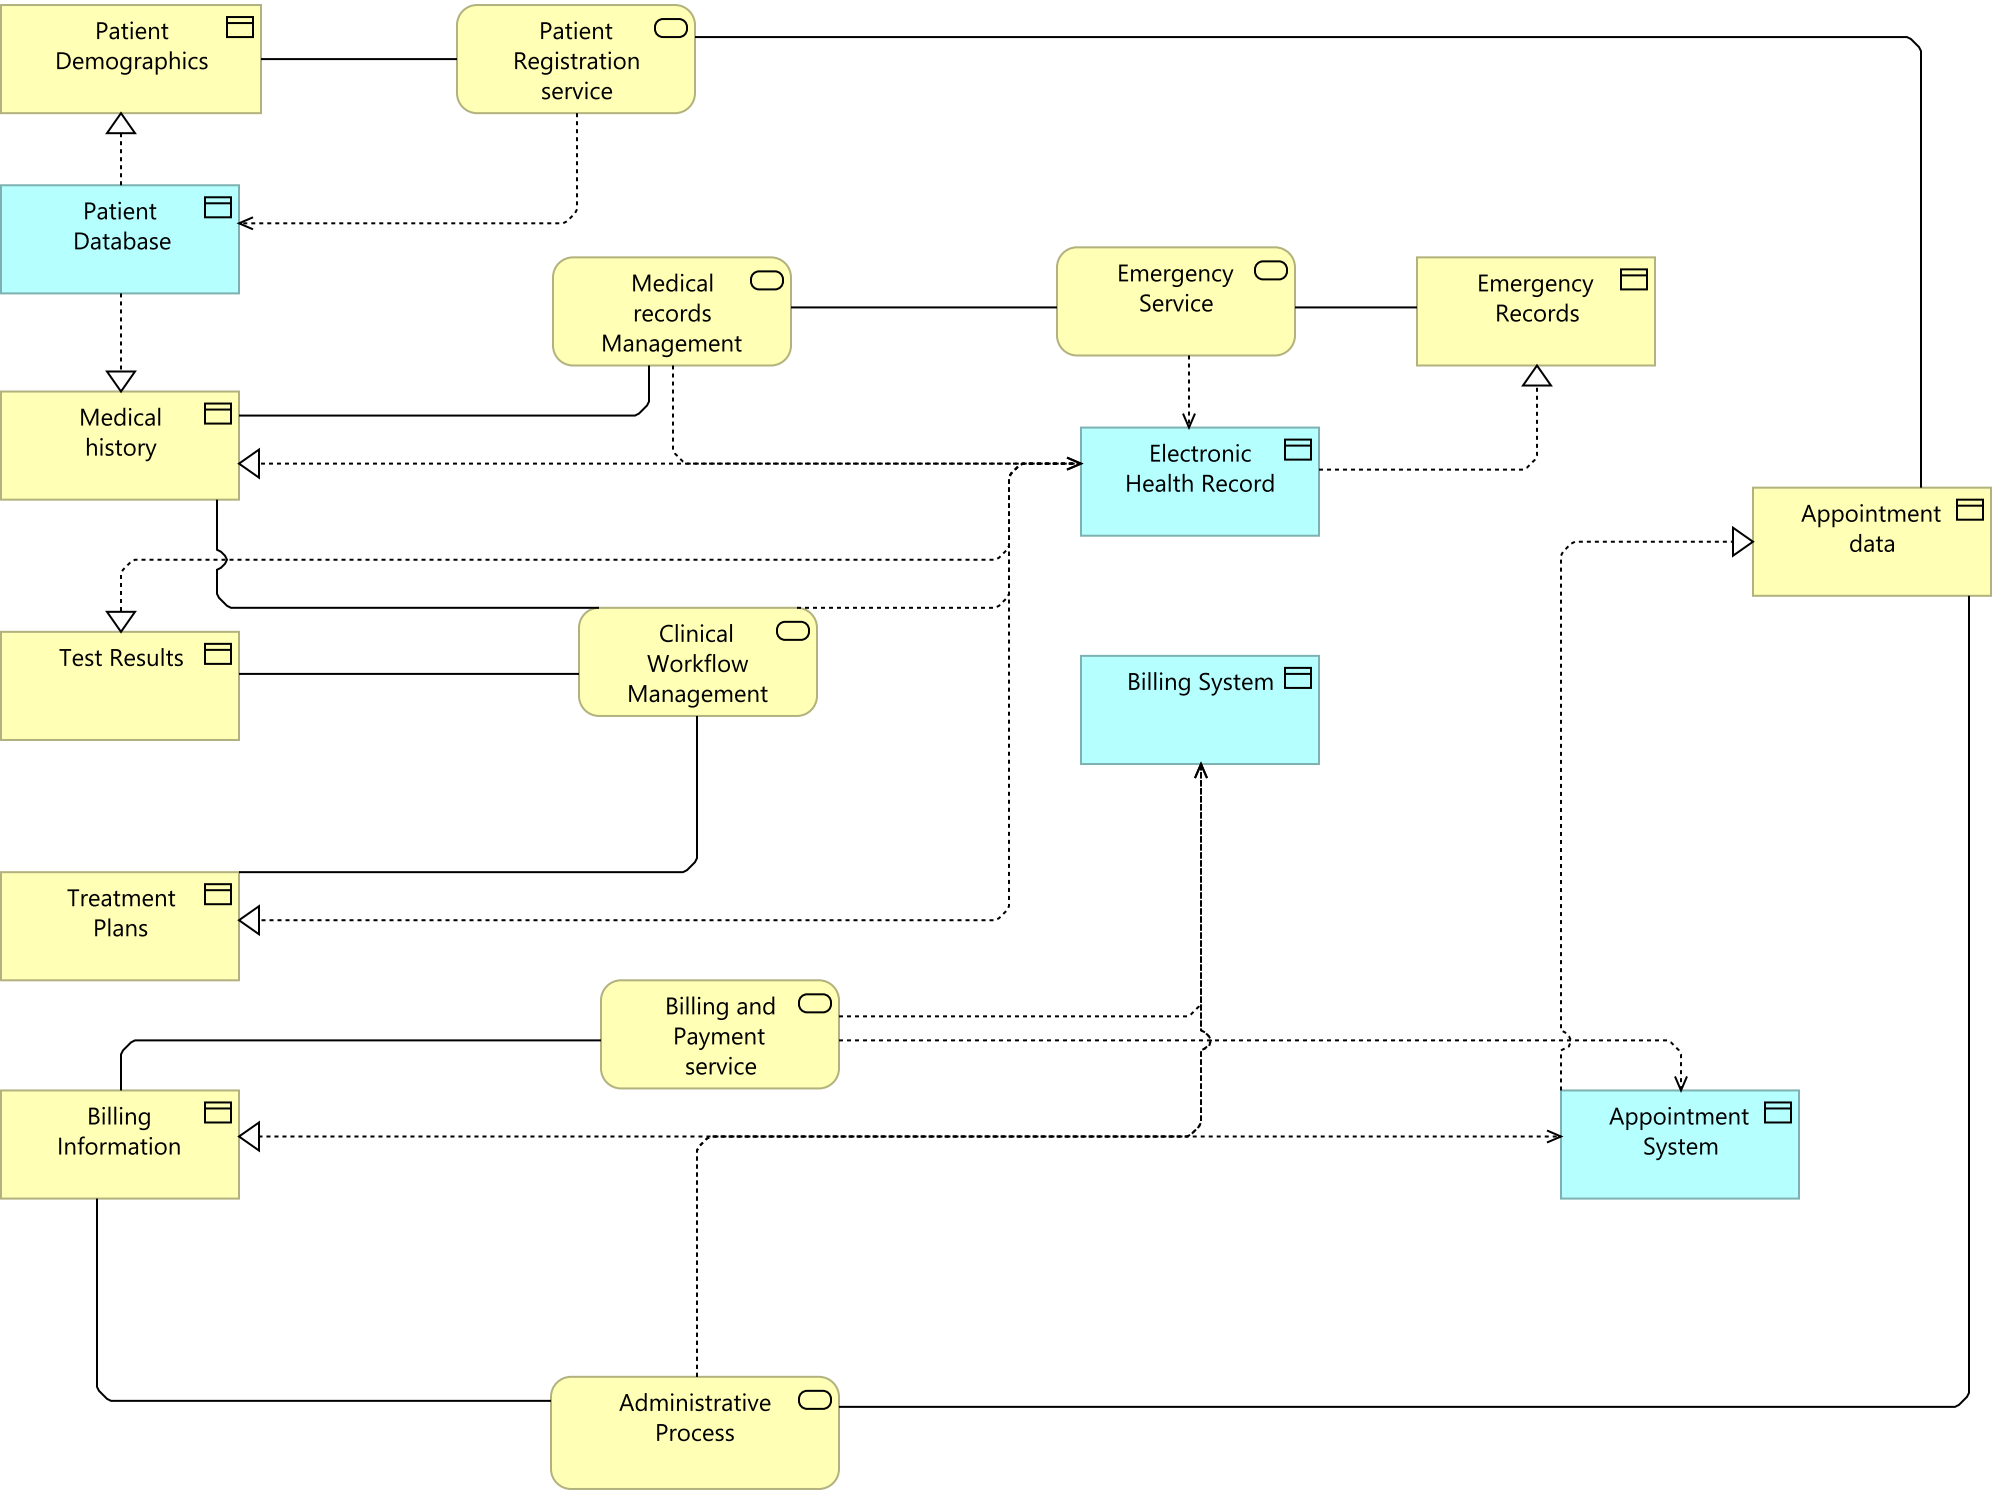 Patient
Demographics
Patient
Registration
service
Patient
Database
Medical
records
Management
Emergency
Service
Emergency
Records
Medical
history
Electronic
Health Record
Appointment
data
Test Results
Clinical
Workflow
Management
Billing System
Treatment
Plans
Billing and
Payment
service
Billing
Information
Appointment
System
Administrative
Process